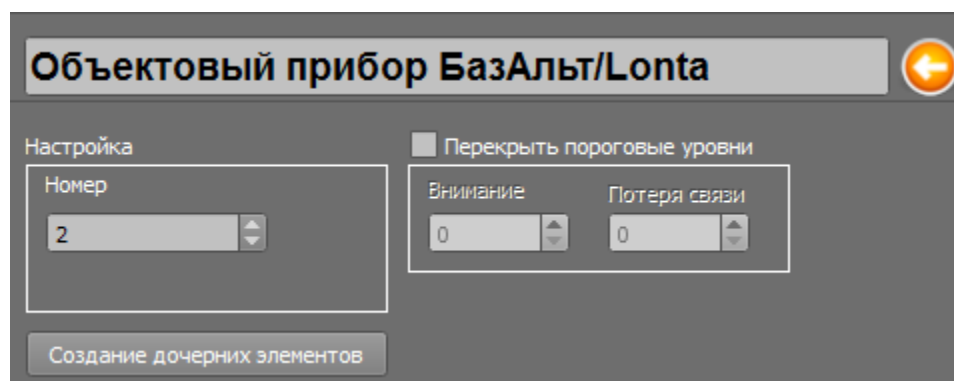 Объектовый прибор БазАльт/Lonta
Настройка
Номер
2
Перекрыть пороговые уровни
Внимание
Потеря связи
0
0
Создание дочерних элементов